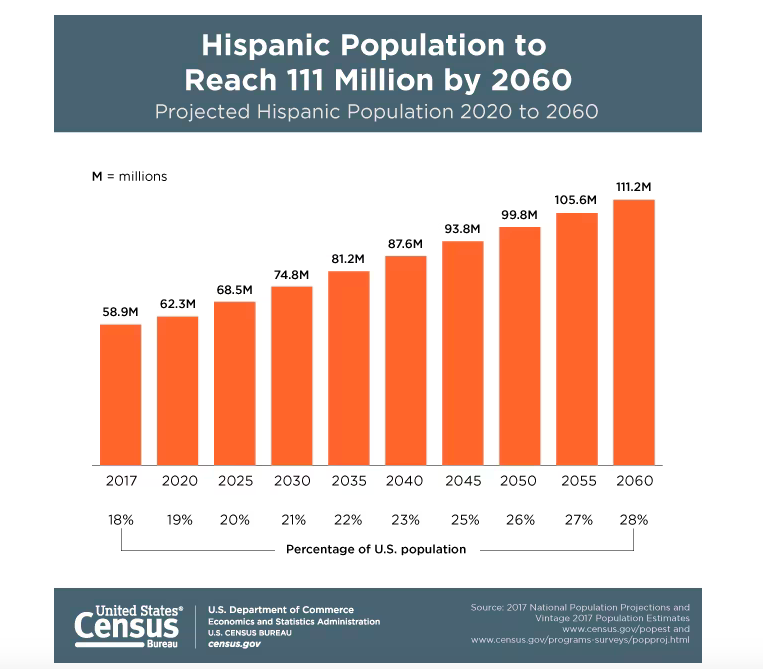 Hispanic Population to
Reach 111 Million by 2060
Projected Hispanic Population 2020 to 2060
M = millions
58.9M 62.3M 68.5M 74.8M 81.2M 87.6M 93.8M 99.8M 105.6M 111.2M
2017 2020 2025 2030 2035 2040 2045 2050 2055 2060
18% 19% 20% 21% 22% 23% 25% 26% 27% 28%
Percentage of U.S. population
United States®
Census
Bureau
U.S. Department of Commerce
Economics and Statistics Administration
U.S. CENSUS BUREAU
census.gov
Source: 2017 National Population Projections and
Vintage 2017 Population Estimates
www.census.gov/popest and
www.census.gov/programs-surveys/popproj.html